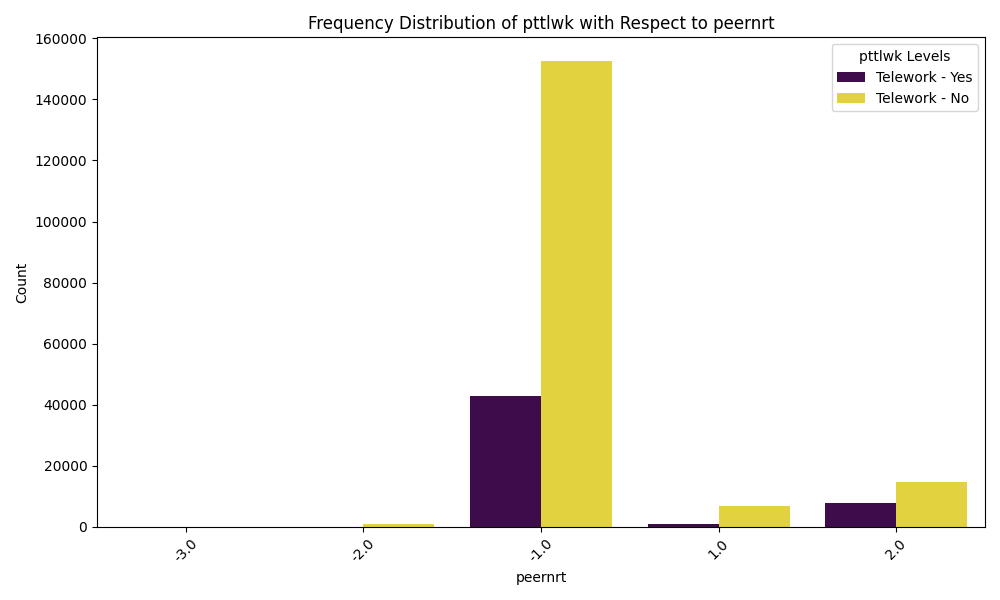 Frequency Distribution of pttlwk with Respect to peernrt
160000
140000
120000
100000
80000
60000
40000
20000
0
Count
pttlwk Levels
Telework - Yes
Telework - No
-3.0
-2.0
-1.0
1.0
2.0
peernrt